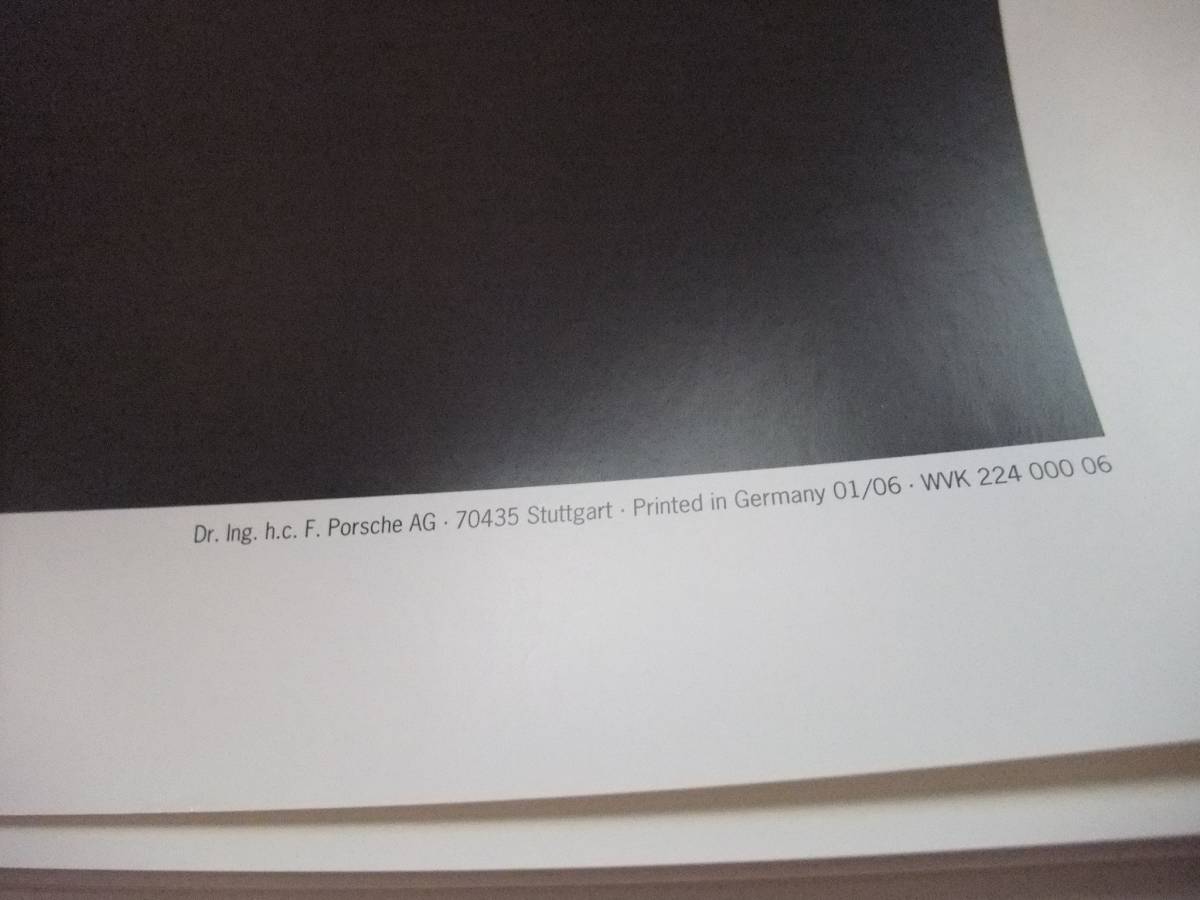 Dr. Ing. h.c. F. Porsche AG · 70435 Stuttgart · Printed in Germany 01/06 · WVK 224 000 06